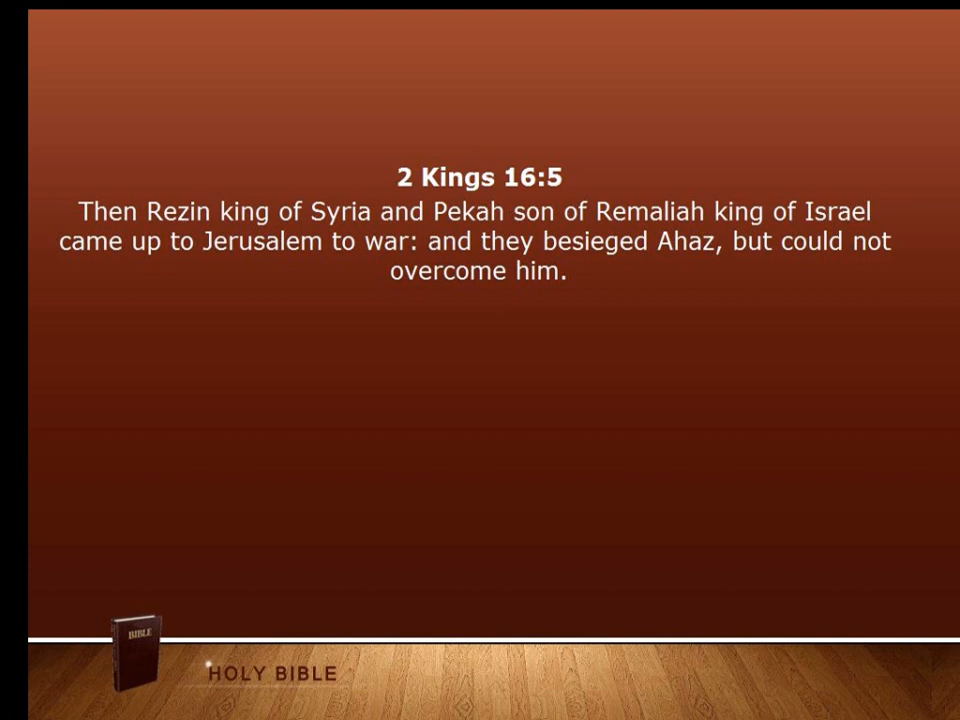 2 Kings 16:5
Then Rezin king of Syria and Pekah son of Remaliah king of Israel
came up to Jerusalem to war: and they besieged Ahaz, but could not
overcome him.
BIBLE
HOLY BIBLE